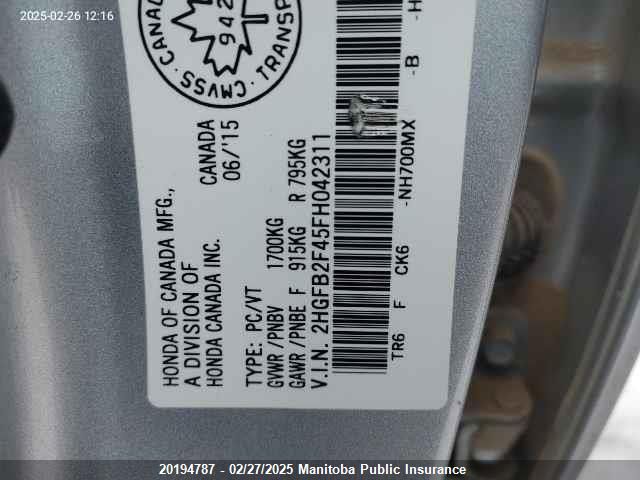 2025-02-26 12:16
CMVSS · CANADA
942
TRANSP
HONDA OF CANADA MFG.,
A DIVISION OF
HONDA CANADA INC.
CANADA
06/'15
TYPE: PC/VT
GVWR /PNBV 1700KG
GAWR /PNBE F 915KG R 795KG
V.I.N. 2HGFB2F45FH042311
TR6 F CK6 -NH700MX -B -H
20194787 - 02/27/2025 Manitoba Public Insurance